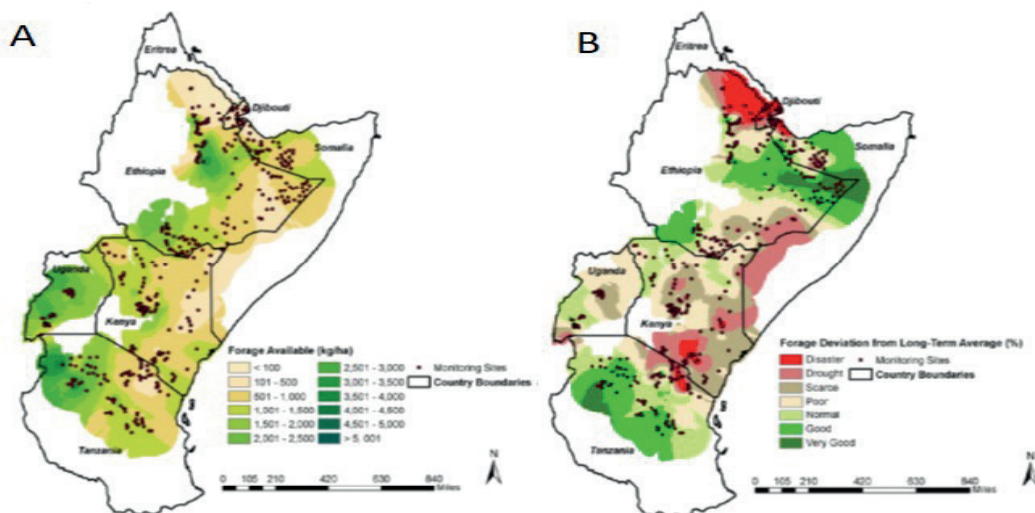 A
Eritrea
Djibouti
Somalia
Ethiopia
Uganda
Kenya
Tanzania
Forage Available (kg/ha)
< 100
101 - 500
501 - 1,000
1,001 - 1,500
1,501 - 2,000
2,001 - 2,500
2,501 - 3,000
3,001 - 3,500
3,501 - 4,000
4,501 - 5,000
> 5, 001
Monitoring Sites
Country Boundaries
N
0 105 210 420 630 840
Miles
B
Eritrea
Djibouti
Somalia
Ethiopia
Uganda
Kenya
Tanzania
Forage Deviation from Long-Term Average (%)
Disaster
Drought
Scarce
Poor
Normal
Good
Very Good
Monitoring Sites
Country Boundaries
N
0 105 210 420 630 840
Miles